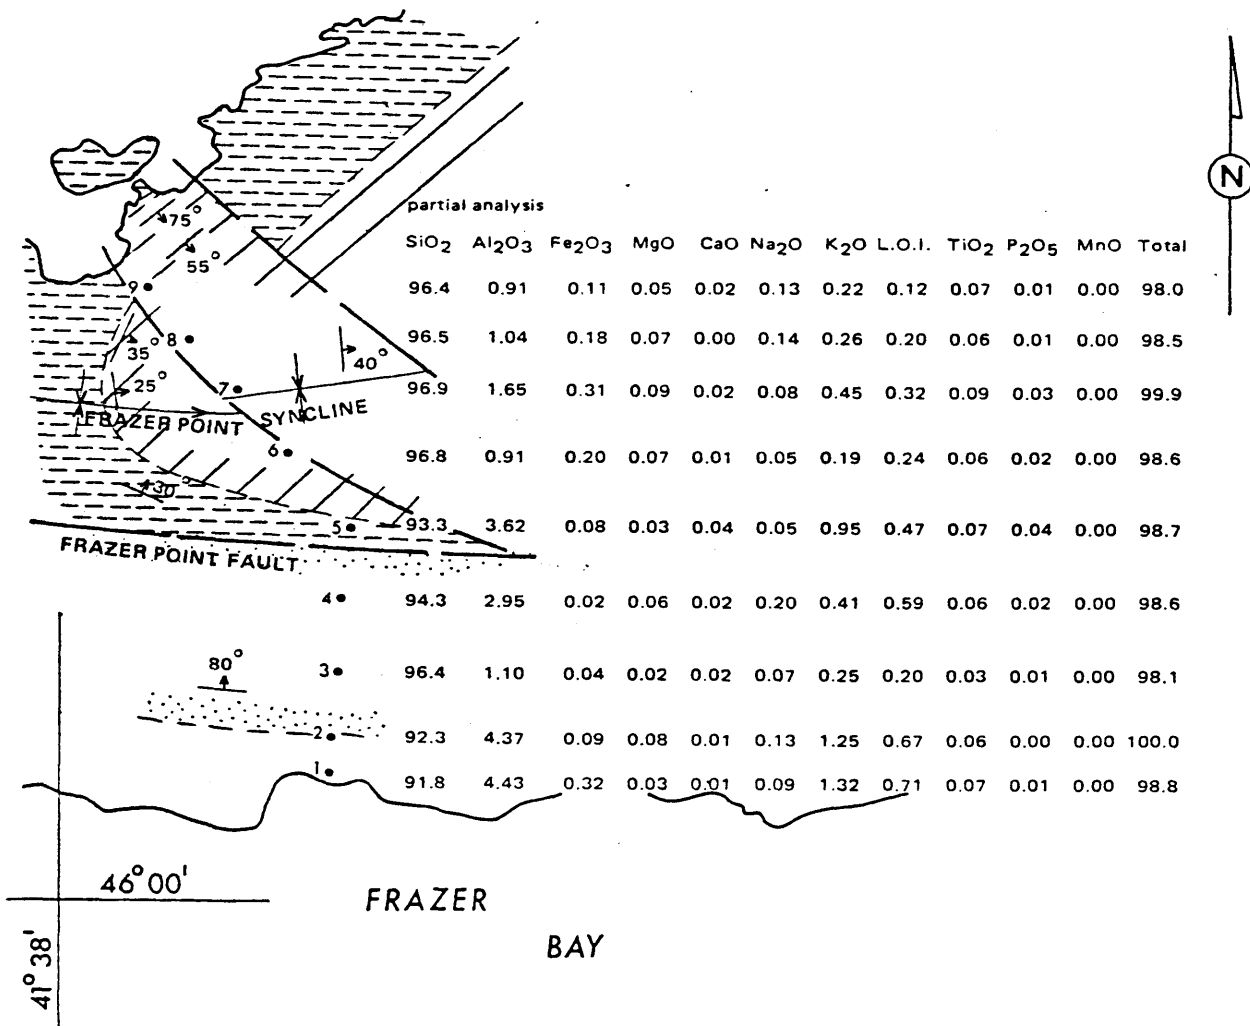 N
partial analysis
SiO₂ Al₂O₃ Fe₂O₃ MgO CaO Na₂O K₂O L.O.I. TiO₂ P₂O₅ MnO Total
75°
55°
9 96.4 0.91 0.11 0.05 0.02 0.13 0.22 0.12 0.07 0.01 0.00 98.0
8 96.5 1.04 0.18 0.07 0.00 0.14 0.26 0.20 0.06 0.01 0.00 98.5
35°
40°
25°
7 96.9 1.65 0.31 0.09 0.02 0.08 0.45 0.32 0.09 0.03 0.00 99.9
FRAZER POINT SYNCLINE
6 96.8 0.91 0.20 0.07 0.01 0.05 0.19 0.24 0.06 0.02 0.00 98.6
30°
5 93.3 3.62 0.08 0.03 0.04 0.05 0.95 0.47 0.07 0.04 0.00 98.7
FRAZER POINT FAULT
4 94.3 2.95 0.02 0.06 0.02 0.20 0.41 0.59 0.06 0.02 0.00 98.6
80°
3 96.4 1.10 0.04 0.02 0.02 0.07 0.25 0.20 0.03 0.01 0.00 98.1
2 92.3 4.37 0.09 0.08 0.01 0.13 1.25 0.67 0.06 0.00 0.00 100.0
1 91.8 4.43 0.32 0.03 0.01 0.09 1.32 0.71 0.07 0.01 0.00 98.8
46°00'
41°38'
FRAZER
BAY